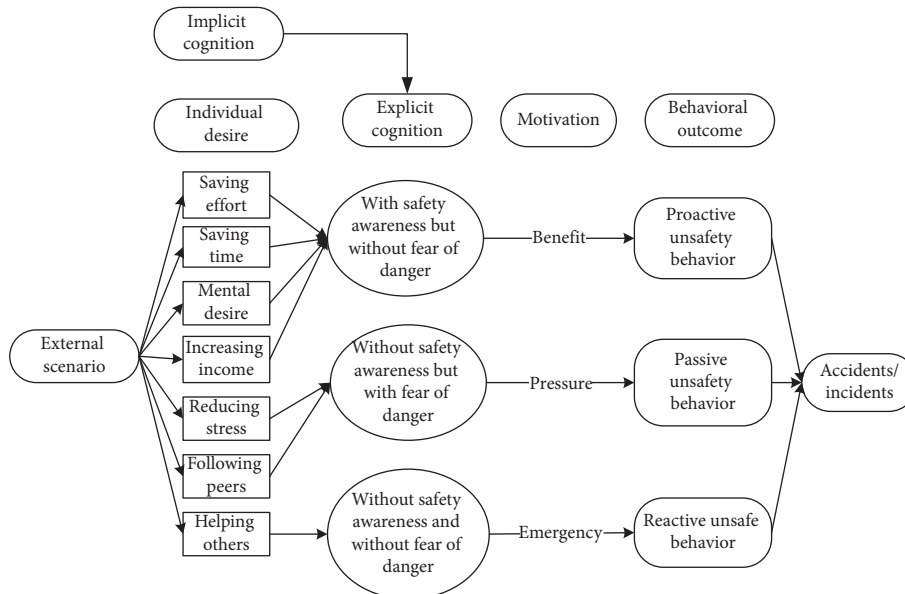 Implicit
cognition
Individual
desire
Explicit
cognition
Motivation
Behavioral
outcome
External
scenario
Saving
effort
Saving
time
Mental
desire
Increasing
income
Reducing
stress
Following
peers
Helping
others
With safety
awareness but
without fear of
danger
Without safety
awareness but
with fear of
danger
Without safety
awareness and
without fear of
danger
Benefit
Pressure
Emergency
Proactive
unsafety
behavior
Passive
unsafety
behavior
Reactive unsafe
behavior
Accidents/
incidents